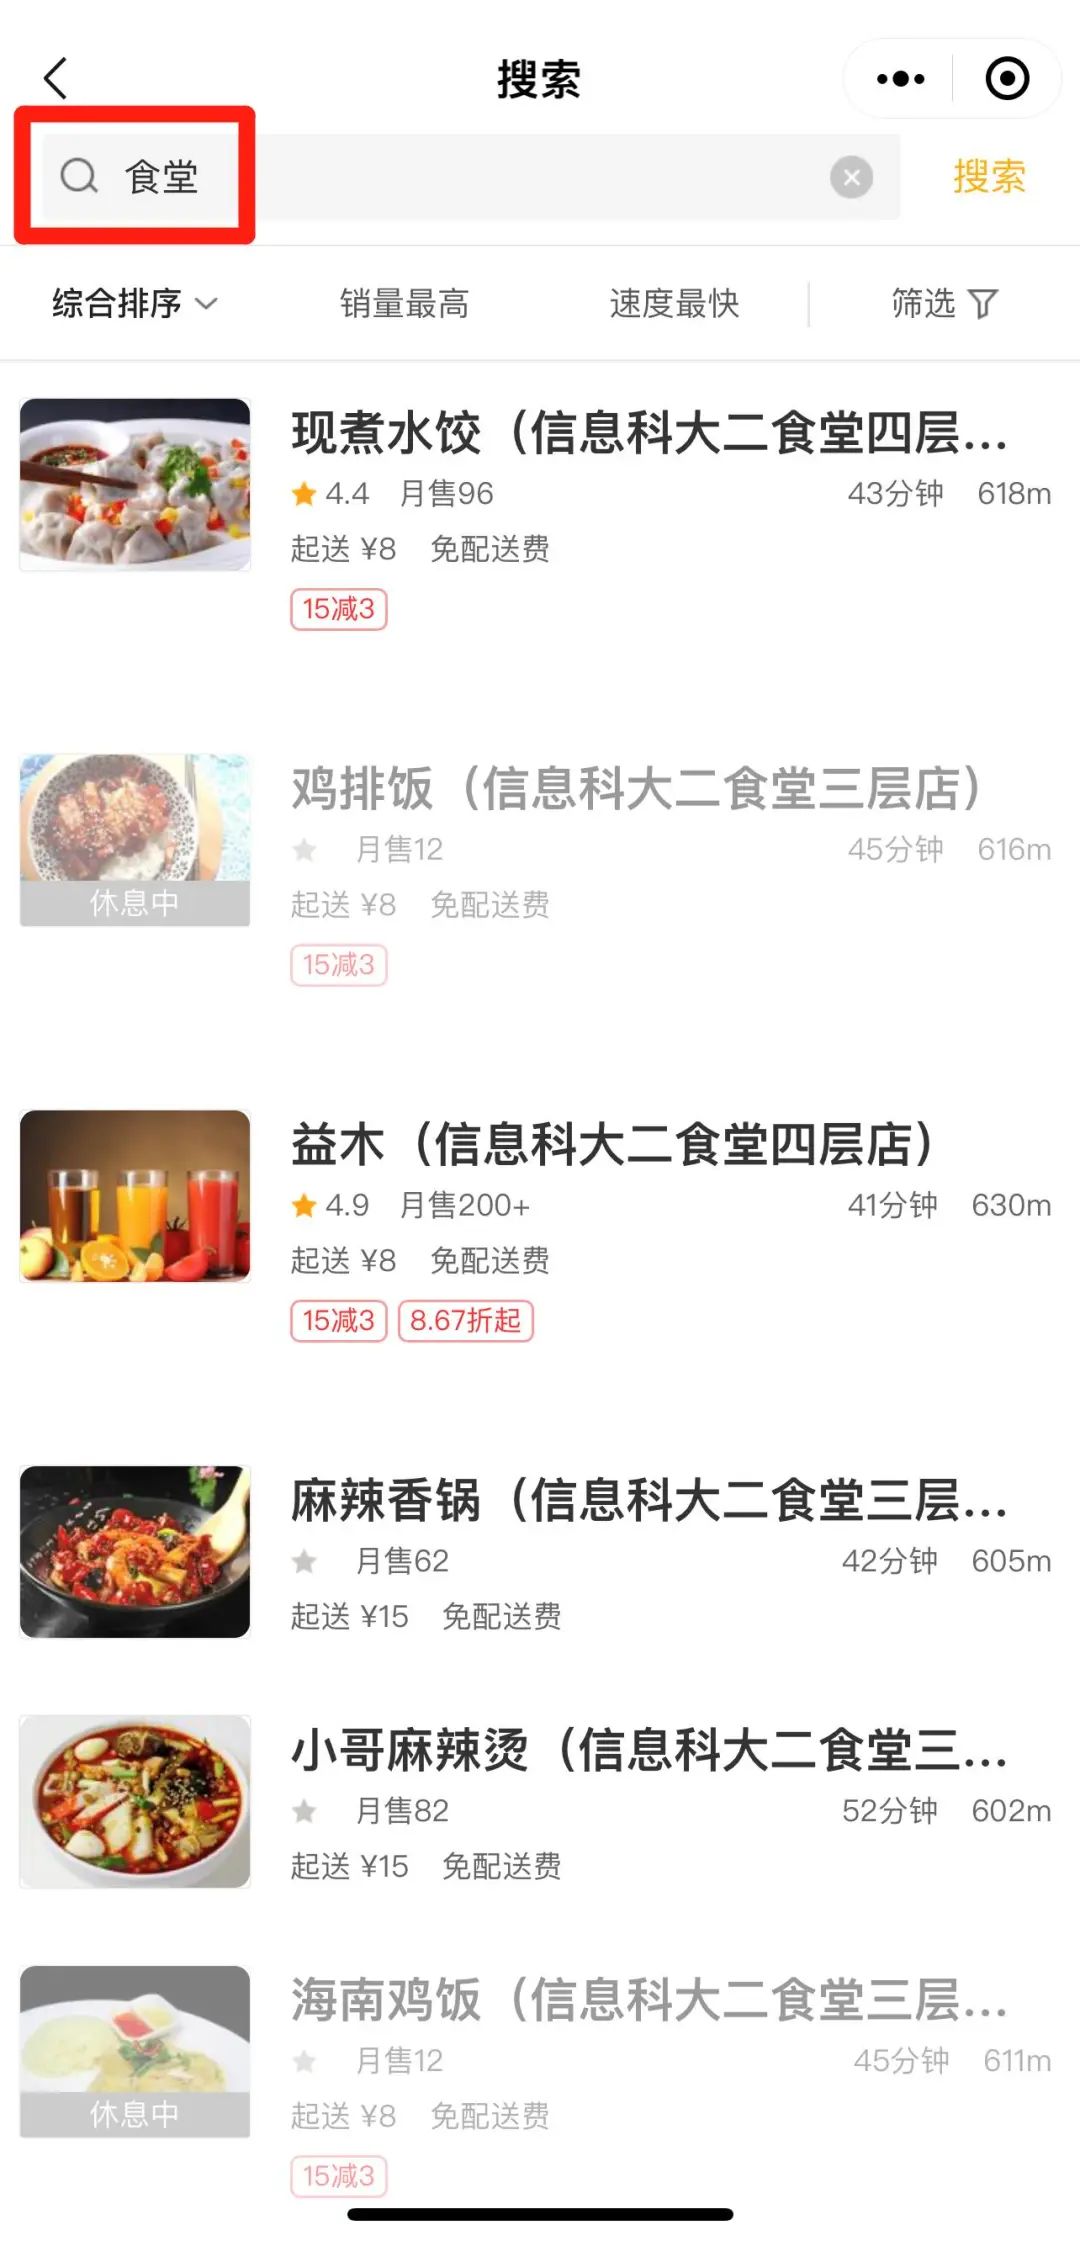 搜索
食堂
搜索
综合排序 销量最高 速度最快 筛选
现煮水饺（信息科大二食堂四层...
4.4 月售96 43分钟 618m
起送 ¥8 免配送费
15减3
鸡排饭（信息科大二食堂三层店）
月售12 45分钟 616m
休息中
起送 ¥8 免配送费
15减3
益木（信息科大二食堂四层店）
4.9 月售200+ 41分钟 630m
起送 ¥8 免配送费
15减3 8.67折起
麻辣香锅（信息科大二食堂三层...
月售62 42分钟 605m
起送 ¥15 免配送费
小哥麻辣烫（信息科大二食堂三...
月售82 52分钟 602m
起送 ¥15 免配送费
海南鸡饭（信息科大二食堂三层...
月售12 45分钟 611m
休息中
起送 ¥8 免配送费
15减3